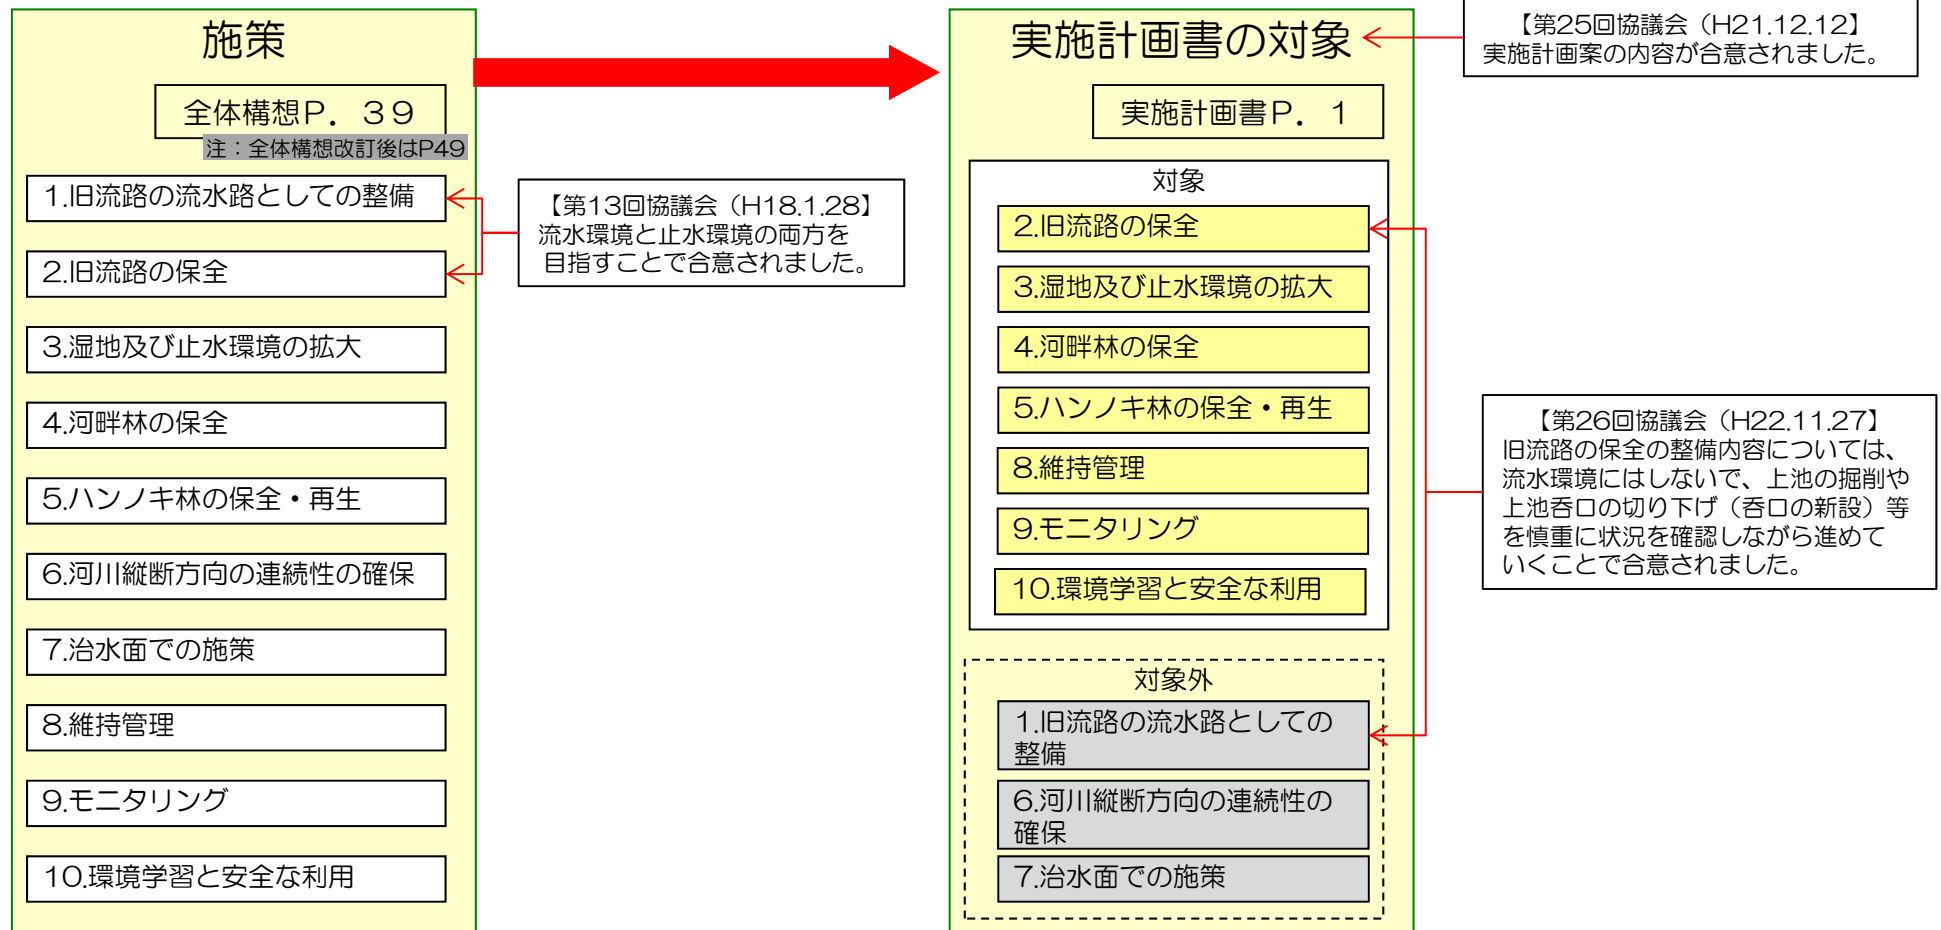 施策
全体構想P．３９
注：全体構想改訂後はP49
1.旧流路の流水路としての整備
2.旧流路の保全
3.湿地及び止水環境の拡大
4.河畔林の保全
5.ハンノキ林の保全・再生
6.河川縦断方向の連続性の確保
7.治水面での施策
8.維持管理
9.モニタリング
10.環境学習と安全な利用
【第13回協議会（H18.1.28】
流水環境と止水環境の両方を
目指すことで合意されました。
実施計画書の対象
実施計画書P．１
対象
2.旧流路の保全
3.湿地及び止水環境の拡大
4.河畔林の保全
5.ハンノキ林の保全・再生
8.維持管理
9.モニタリング
10.環境学習と安全な利用
対象外
1.旧流路の流水路としての
整備
6.河川縦断方向の連続性の
確保
7.治水面での施策
【第25回協議会（H21.12.12】
実施計画案の内容が合意されました。
【第26回協議会（H22.11.27】
旧流路の保全の整備内容については、
流水環境にはしないで、上池の掘削や
上池呑口の切り下げ（呑口の新設）等
を慎重に状況を確認しながら進めて
いくことで合意されました。